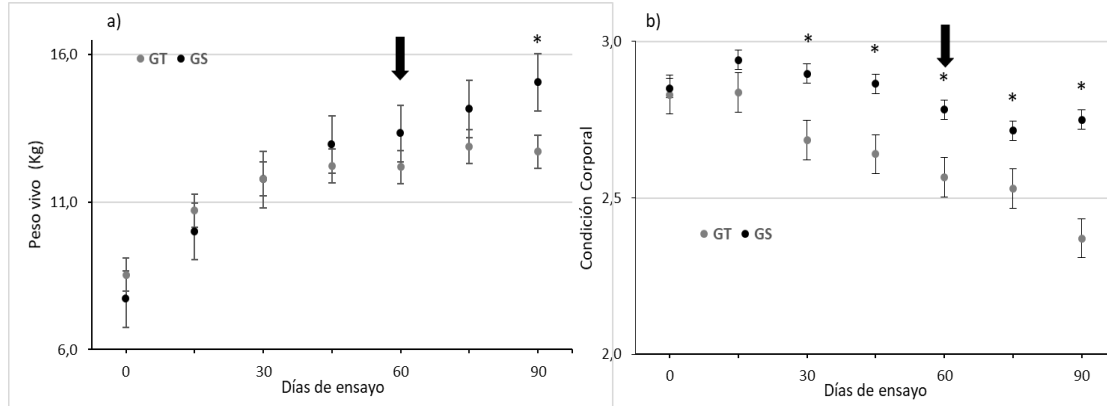 a)
*
16,0
GT GS
11,0
6,0
Peso vivo (Kg)
0 30 60 90
Días de ensayo
b)
3,0
* * * * *
2,5
GT GS
2,0
Condición Corporal
0 30 60 90
Días de ensayo